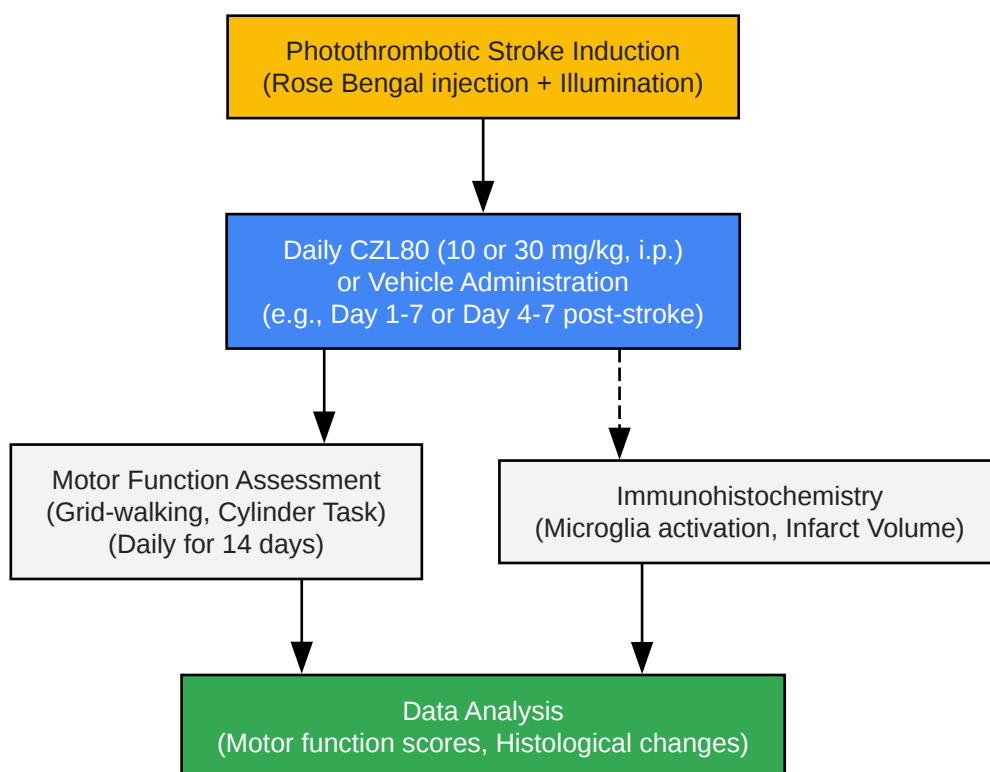 Photothrombotic Stroke Induction
(Rose Bengal injection + Illumination)
Daily CZL80 (10 or 30 mg/kg, i.p.)
or Vehicle Administration
(e.g., Day 1-7 or Day 4-7 post-stroke)
Motor Function Assessment
(Grid-walking, Cylinder Task)
(Daily for 14 days)
Immunohistochemistry
(Microglia activation, Infarct Volume)
Data Analysis
(Motor function scores, Histological changes)